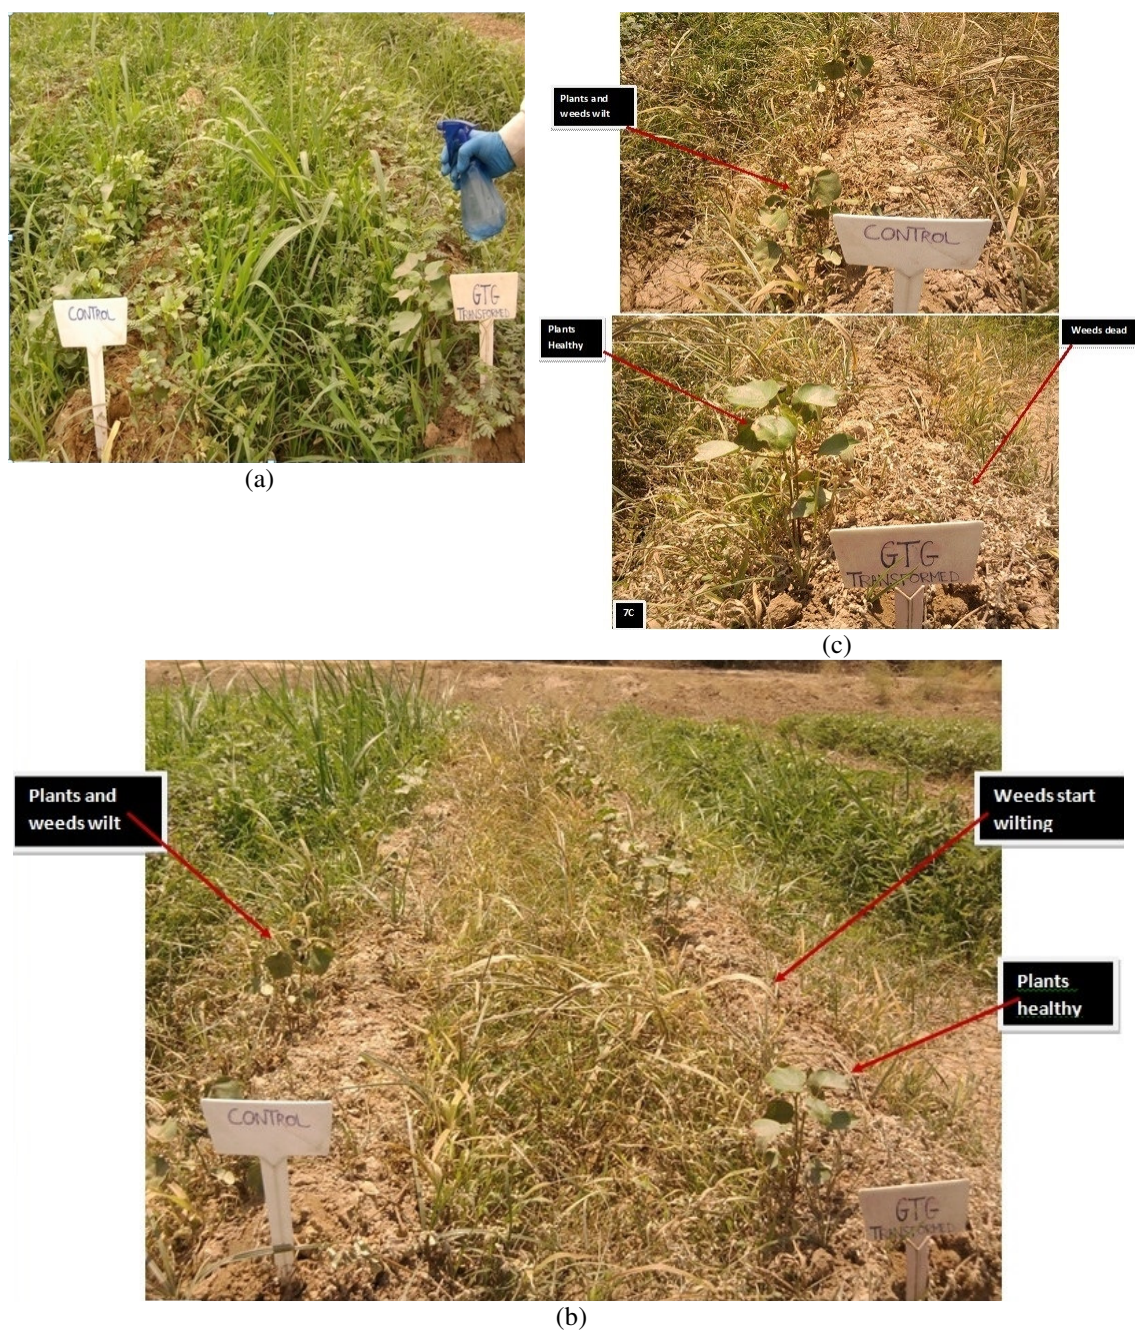 CONTROL
GTG
TRANSFORMED
(a)
Plants and
weeds wilt
CONTROL
Plants
Healthy
Weeds dead
GTG
TRANSFORMED
7C
(c)
Plants and
weeds wilt
Weeds start
wilting
Plants
healthy
CONTROL
GTG
TRANSFORMED
(b)